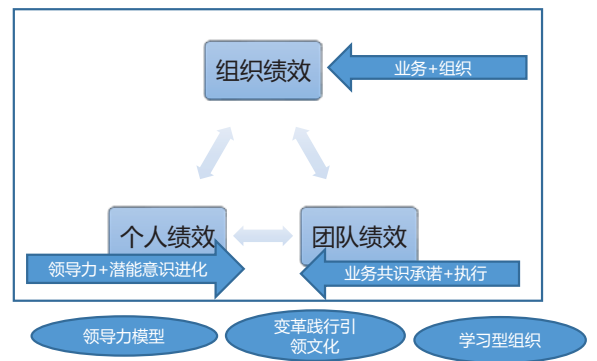 组织绩效
业务+组织
个人绩效
团队绩效
领导力+潜能意识进化
业务共识承诺+执行
领导力模型
变革践行引
领文化
学习型组织